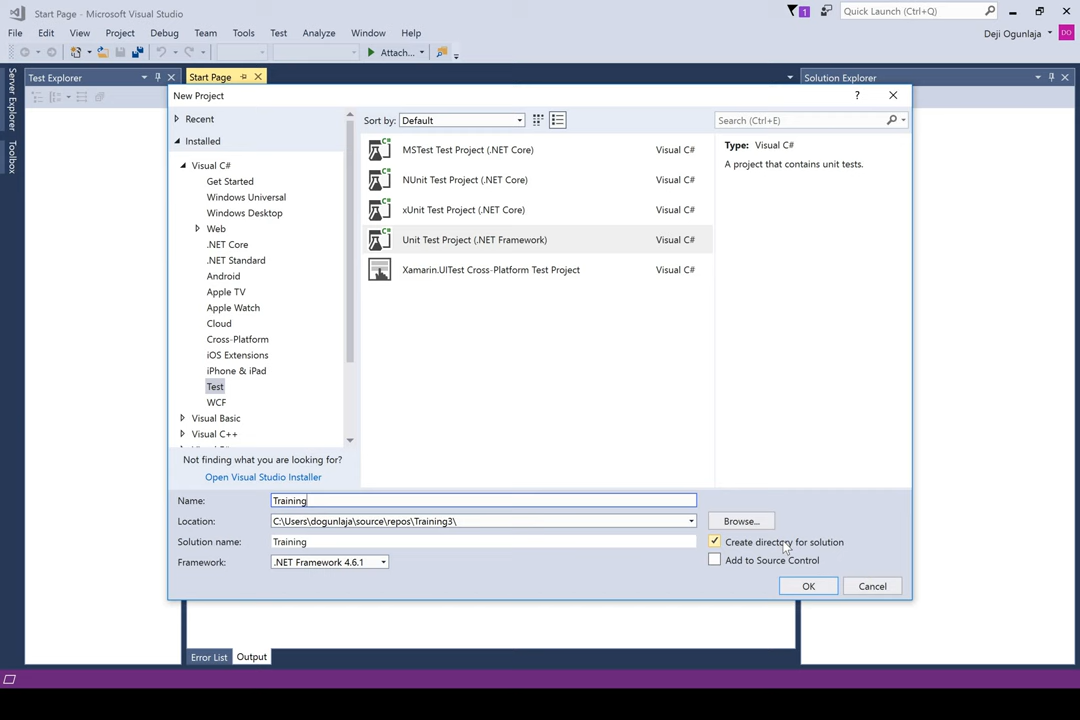 Start Page - Microsoft Visual Studio
1
Quick Launch (Ctrl+Q)
File Edit View Project Debug Team Tools Test Analyze Window Help
Deji Ogunlaja
DO
Attach...
Server Explorer
Toolbox
Test Explorer
Start Page
Solution Explorer
New Project
?
Recent
Sort by: Default
Search (Ctrl+E)
Installed
Visual C#
Get Started
Windows Universal
Windows Desktop
Web
.NET Core
.NET Standard
Android
Apple TV
Apple Watch
Cloud
Cross-Platform
iOS Extensions
iPhone & iPad
Test
WCF
Visual Basic
Visual C++
C# MSTest Test Project (.NET Core) Visual C#
C# NUnit Test Project (.NET Core) Visual C#
C# xUnit Test Project (.NET Core) Visual C#
C# Unit Test Project (.NET Framework) Visual C#
Xamarin.UITest Cross-Platform Test Project Visual C#
Type: Visual C#
A project that contains unit tests.
Not finding what you are looking for?
Open Visual Studio Installer
Name: Training
Location: C:\Users\dogunlaja\source\repos\Training3\
Browse...
Solution name: Training
Create directory for solution
Framework: .NET Framework 4.6.1
Add to Source Control
OK Cancel
Error List Output